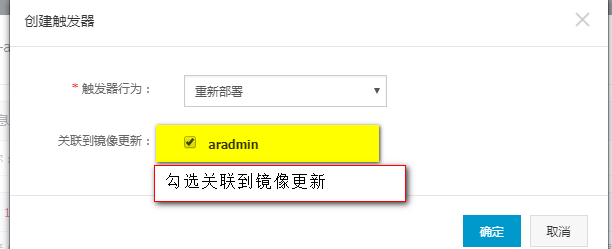 创建触发器
* 触发器行为： 重新部署
关联到镜像更新： aradmin
勾选关联到镜像更新
确定 取消